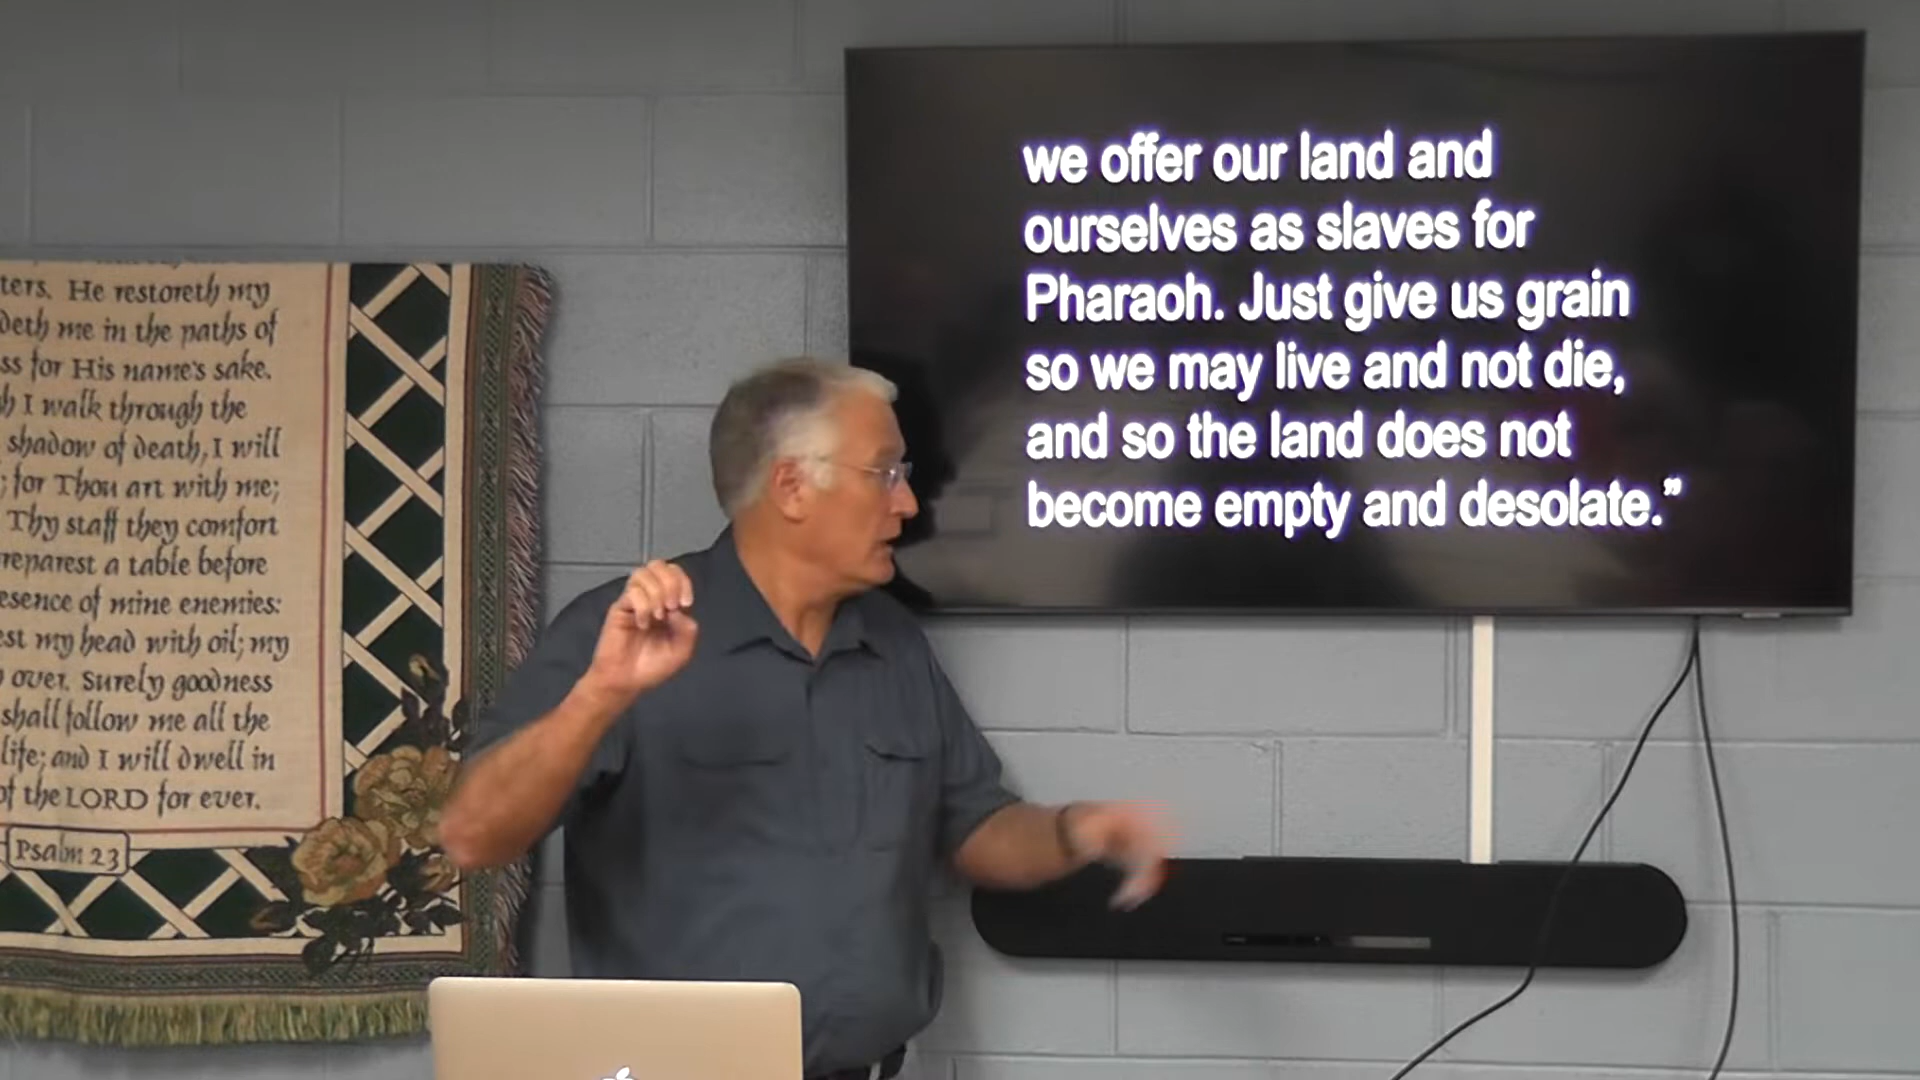 ters. He restoreth my
deth me in the paths of
ss for His name's sake.
h I walk through the
shadow of death, I will
; for Thou art with me;
Thy staff they comfort
reparest a table before
esence of mine enemies:
est my head with oil; my
over. Surely goodness
shall follow me all the
life; and I will dwell in
of the LORD for ever.
Psalm 23
we offer our land and
ourselves as slaves for
Pharaoh. Just give us grain
so we may live and not die,
and so the land does not
become empty and desolate.”